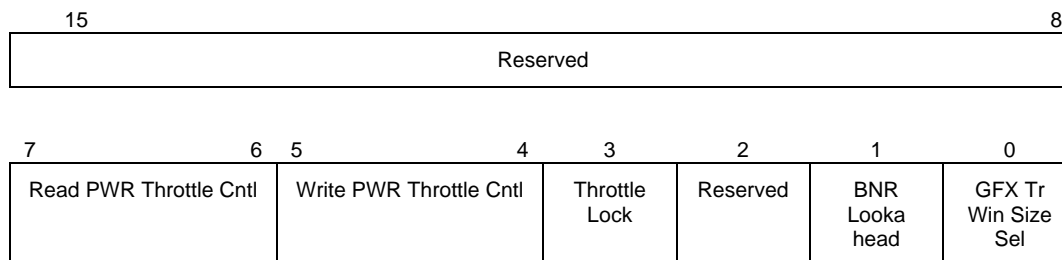 15 8
Reserved
7 6 5 4 3 2 1 0
Read PWR Throttle Cntl Write PWR Throttle Cntl Throttle Reserved BNR GFX Tr
Lock Looka Win Size
head Sel